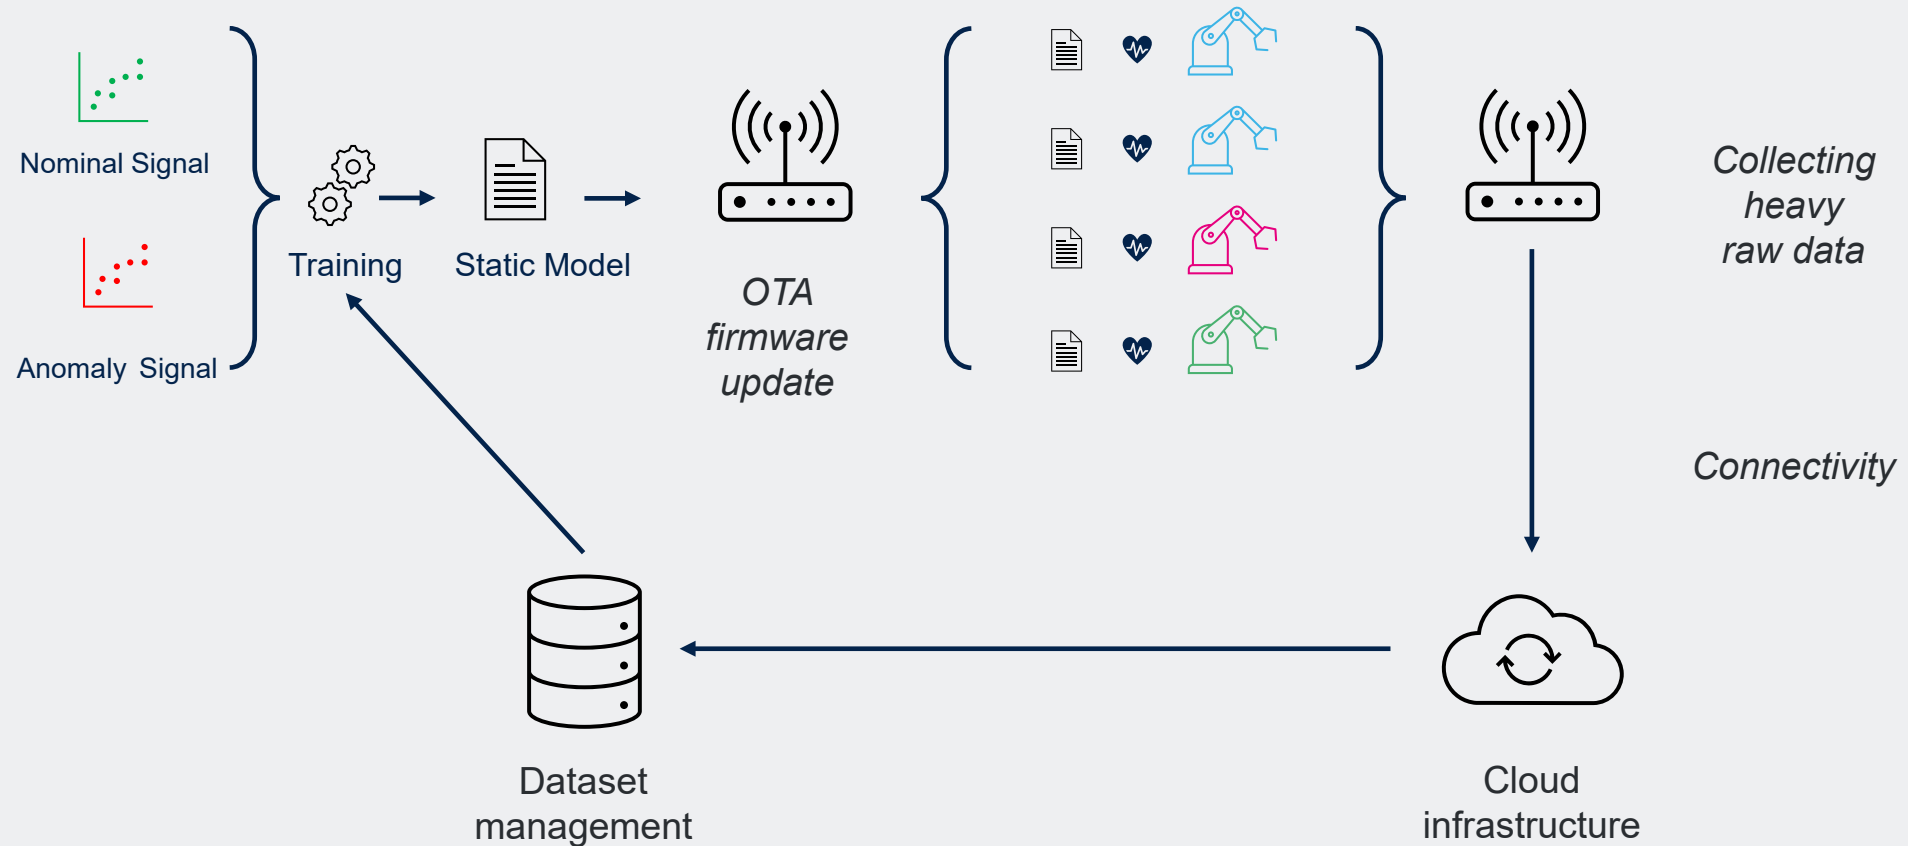 Nominal Signal
Anomaly Signal
Training
Static Model
OTA
firmware
update
Collecting
heavy
raw data
Connectivity
Dataset
management
Cloud
infrastructure